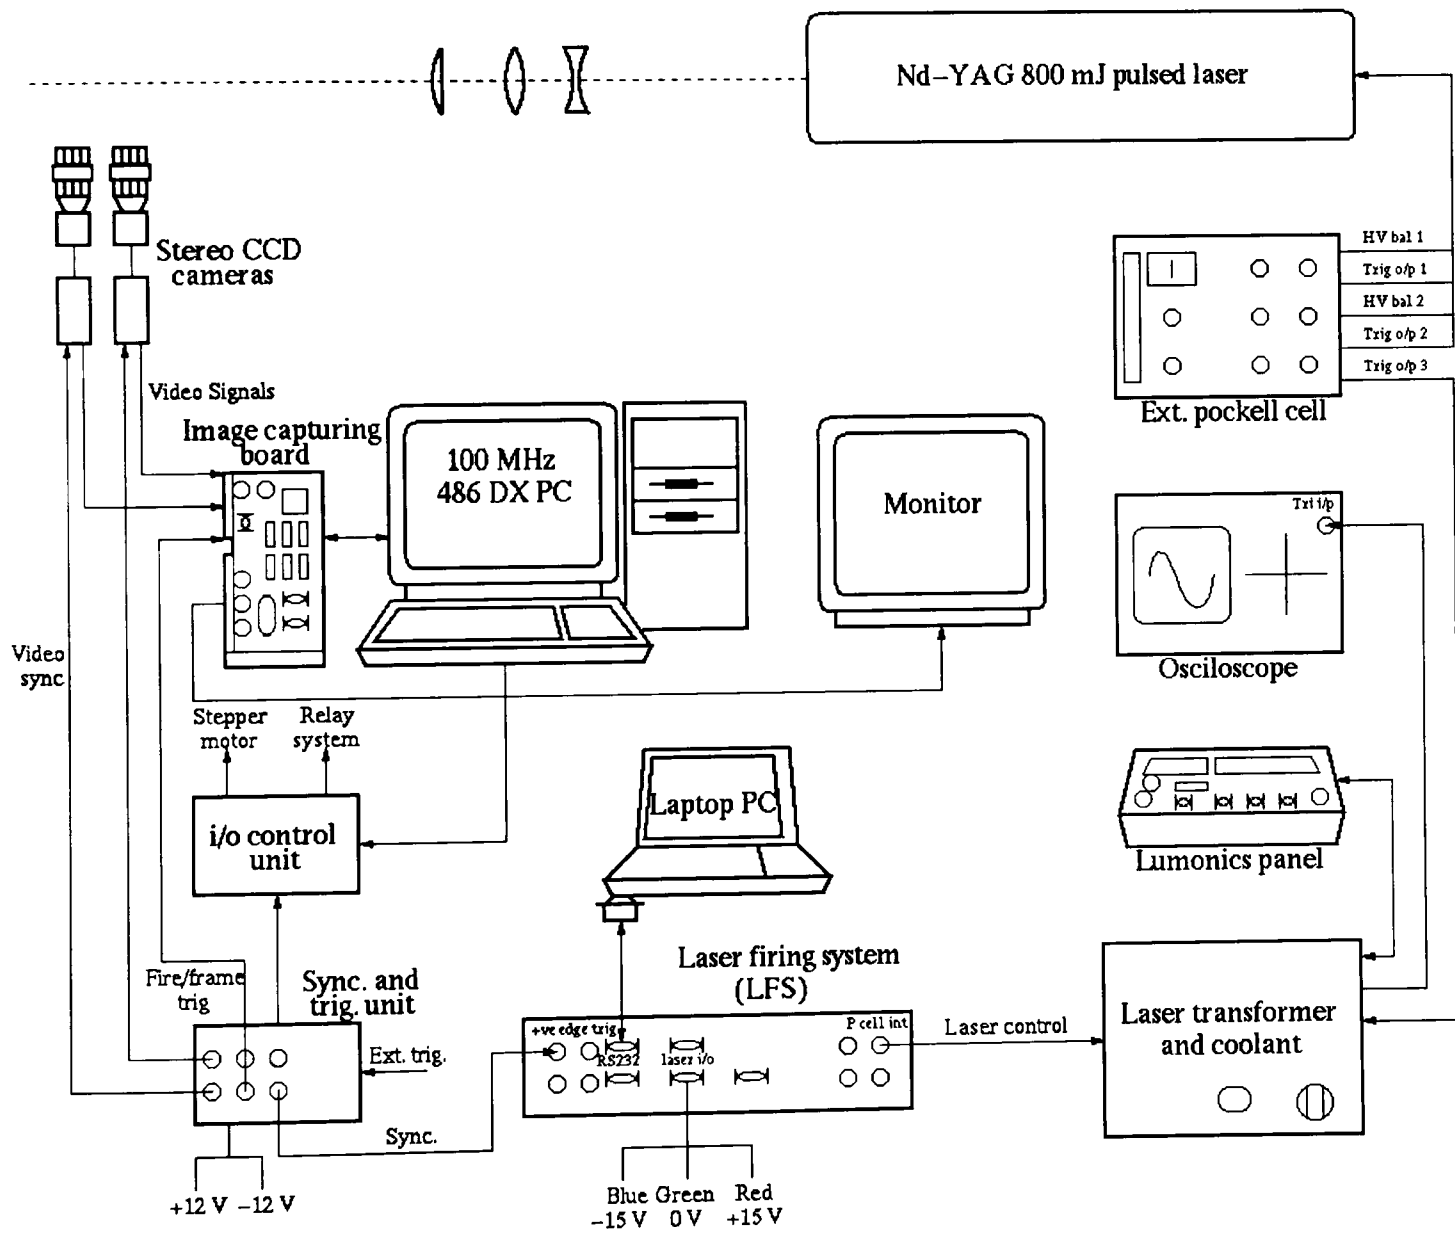 Nd-YAG 800 mJ pulsed laser
Stereo CCD
cameras
HV bal 1
Trig o/p 1
HV bal 2
Trig o/p 2
Trig o/p 3
Ext. pockell cell
Video Signals
Image capturing
board
100 MHz
486 DX PC
Monitor
Tri i/p
Osciloscope
Video
sync
Stepper
motor
Relay
system
i/o control
unit
Laptop PC
Lumonics panel
Fire/frame
trig
Sync. and
trig. unit
Ext. trig.
Sync.
+12 V -12 V
Laser firing system
(LFS)
+ve edge trig
RS232
laser i/o
P cell int
Laser control
Laser transformer
and coolant
Blue Green Red
-15 V 0 V +15 V